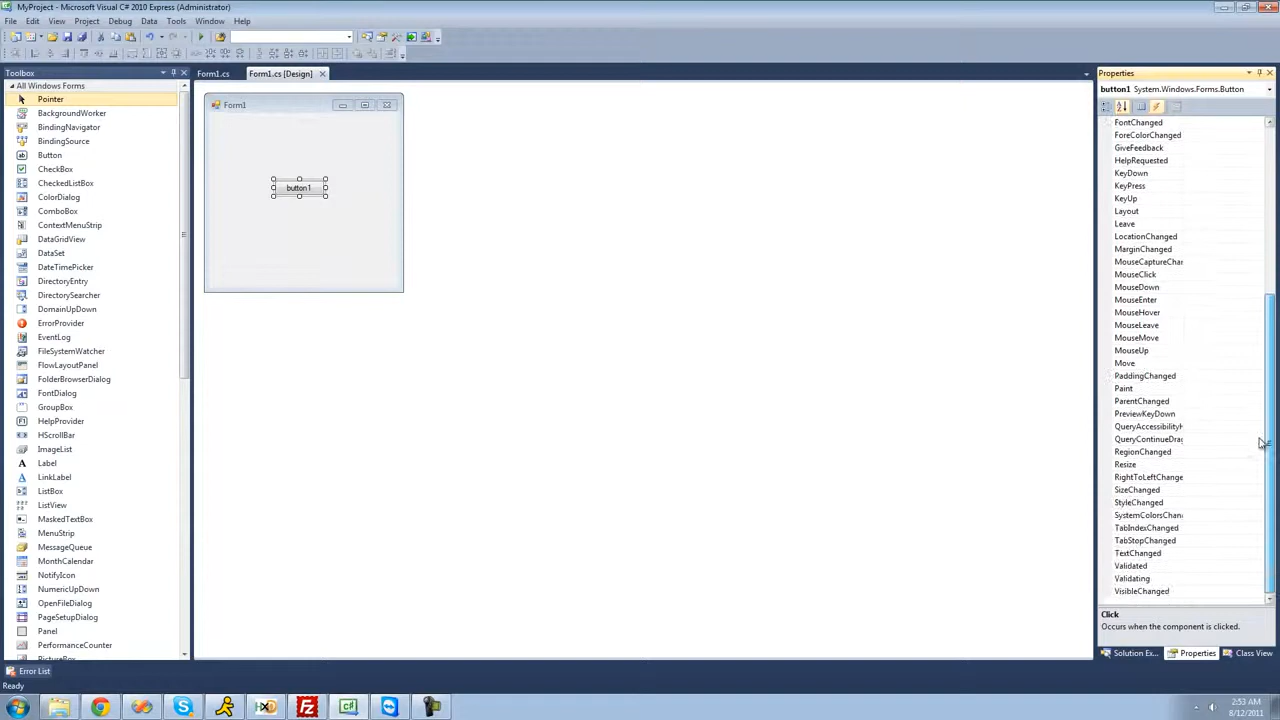 MyProject - Microsoft Visual C# 2010 Express (Administrator)
File Edit View Project Debug Data Tools Window Help
Toolbox
All Windows Forms
Pointer
BackgroundWorker
BindingNavigator
BindingSource
Button
CheckBox
CheckedListBox
ColorDialog
ComboBox
ContextMenuStrip
DataGridView
DataSet
DateTimePicker
DirectoryEntry
DirectorySearcher
DomainUpDown
ErrorProvider
EventLog
FileSystemWatcher
FlowLayoutPanel
FolderBrowserDialog
FontDialog
GroupBox
HelpProvider
HScrollBar
ImageList
Label
LinkLabel
ListBox
ListView
MaskedTextBox
MenuStrip
MessageQueue
MonthCalendar
NotifyIcon
NumericUpDown
OpenFileDialog
PageSetupDialog
Panel
PerformanceCounter
PictureBox
Form1.cs Form1.cs [Design]
Form1
button1
Properties
button1 System.Windows.Forms.Button
FontChanged
ForeColorChanged
GiveFeedback
HelpRequested
KeyDown
KeyPress
KeyUp
Layout
Leave
LocationChanged
MarginChanged
MouseCaptureChar
MouseClick
MouseDown
MouseEnter
MouseHover
MouseLeave
MouseMove
MouseUp
Move
PaddingChanged
Paint
ParentChanged
PreviewKeyDown
QueryAccessibilityH
QueryContinueDrag
RegionChanged
Resize
RightToLeftChange
SizeChanged
StyleChanged
SystemColorsChan
TabIndexChanged
TabStopChanged
TextChanged
Validated
Validating
VisibleChanged
Click
Occurs when the component is clicked.
Solution Ex... Properties Class View
Error List
Ready
2:53 AM
8/12/2011